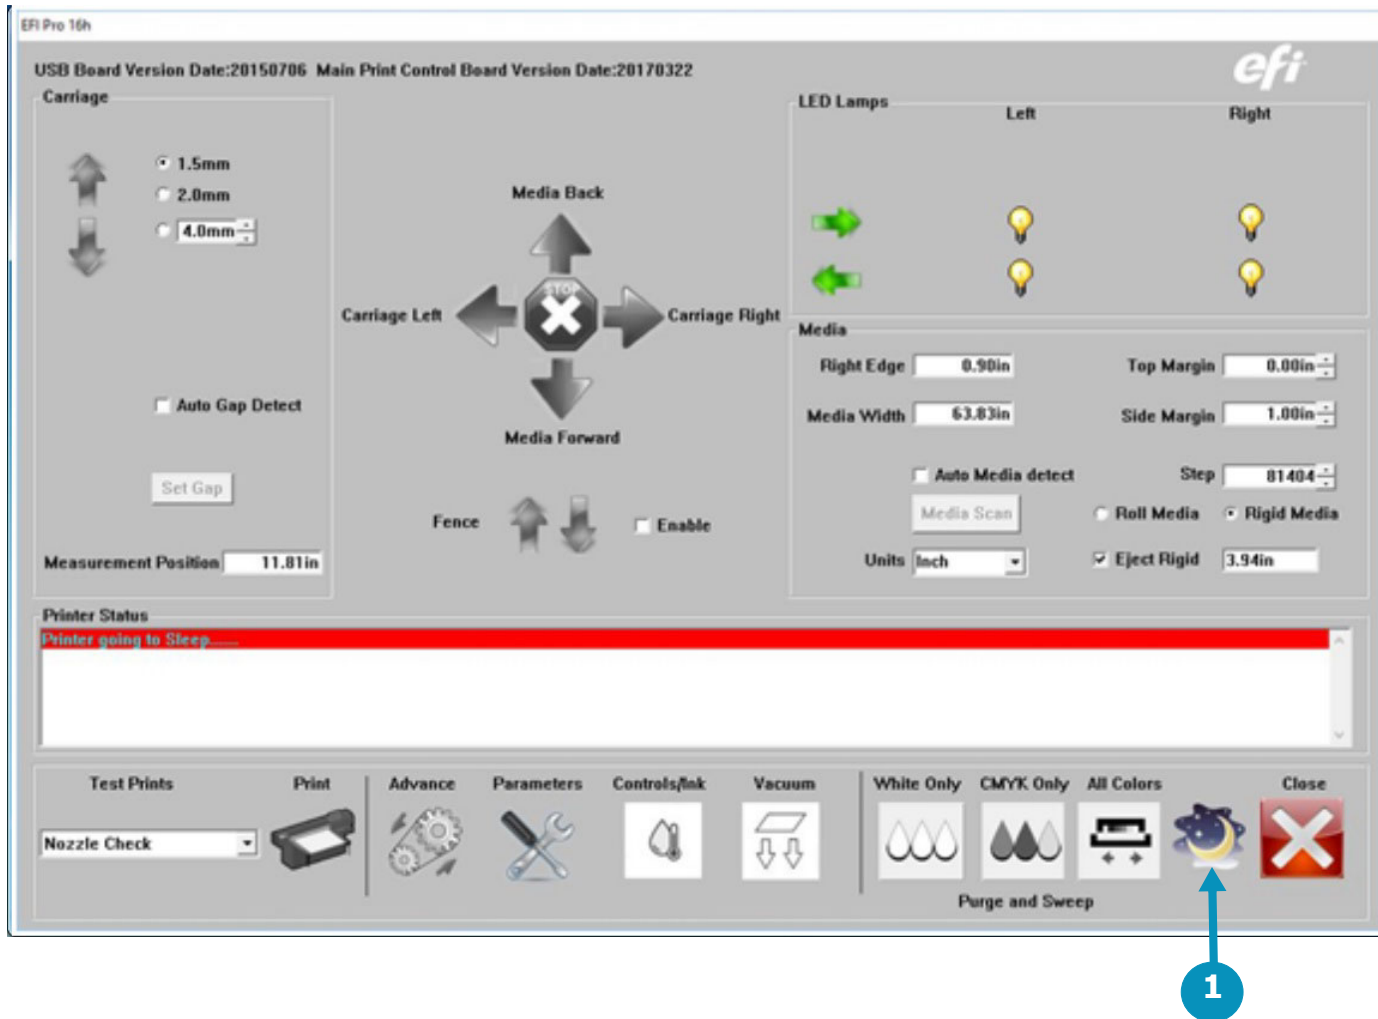 EFI Pro 16h
USB Board Version Date:20150706 Main Print Control Board Version Date:20170322
efi
Carriage
1.5mm
2.0mm
4.0mm
Auto Gap Detect
Set Gap
Measurement Position 11.81in
Media Back
Carriage Left
STOP
Carriage Right
Media Forward
Fence
Enable
LED Lamps
Left
Right
Media
Right Edge 0.90in
Top Margin 0.00in
Media Width 63.83in
Side Margin 1.00in
Auto Media detect
Step 81404
Media Scan
Roll Media
Rigid Media
Units Inch
Eject Rigid 3.94in
Printer Status
Printer going to Sleep......
Test Prints
Print
Advance
Parameters
Controls/Ink
Vacuum
White Only
CMYK Only
All Colors
Close
Nozzle Check
Purge and Sweep
1